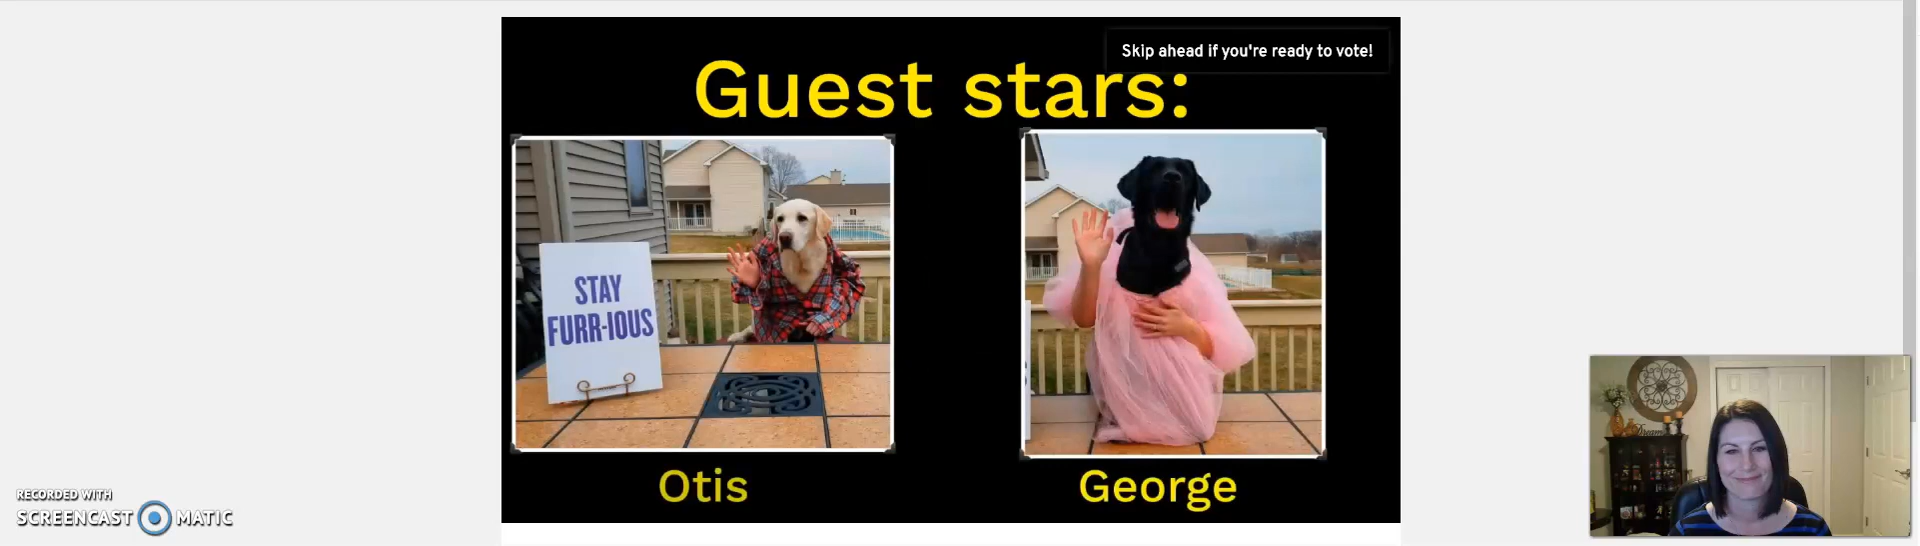 Skip ahead if you're ready to vote!
Guest stars:
STAY
FURR-IOUS
Otis
George
RECORDED WITH
SCREENCAST MATIC